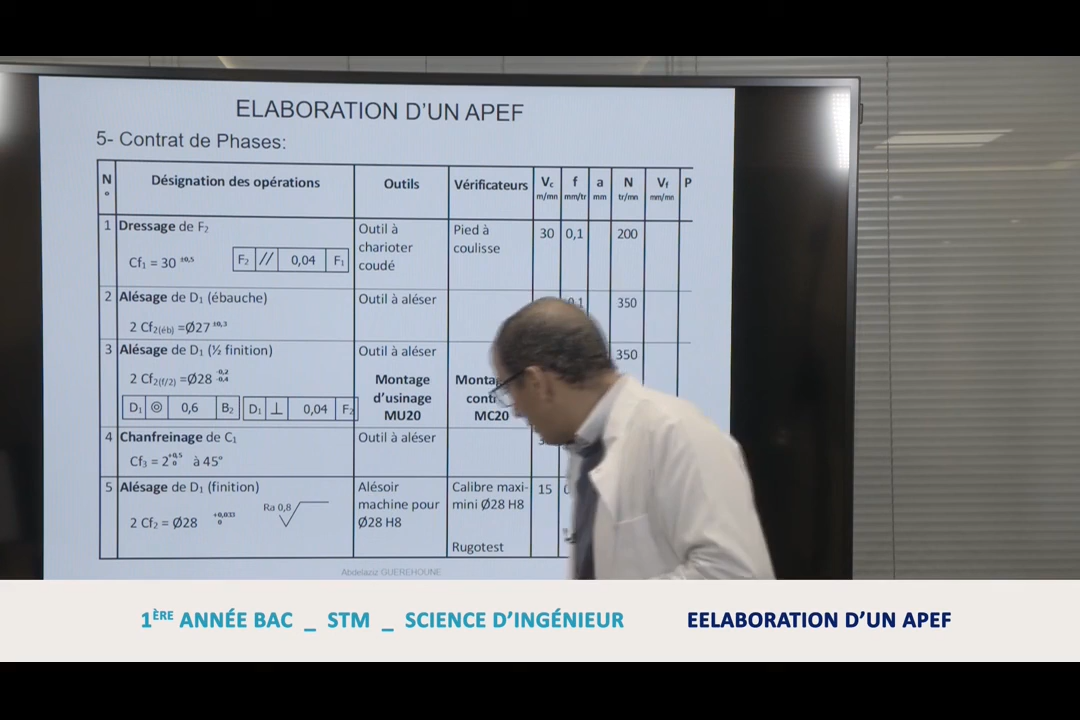 ELABORATION D'UN APEF
5- Contrat de Phases:
N° Désignation des opérations Outils Vérificateurs Vc m/mn f mm/tr a mm N tr/mn Vf mm/mn P
1 Dressage de F2 Outil à charioter coudé Pied à coulisse 30 0,1 200
Cf1 = 30 ±0,5 F2 // 0,04 F1
2 Alésage de D1 (ébauche) Outil à aléser 0,1 350
2 Cf2(éb) =Ø27 ±0,3
3 Alésage de D1 (½ finition) Outil à aléser 350
2 Cf2(f/2) =Ø28 -0,2 -0,4 Montage d'usinage MU20 MC20
D1 ◎ 0,6 B2 D1 ⊥ 0,04 F2
4 Chanfreinage de C1 Outil à aléser
Cf3 = 2 +0,5 0 à 45°
5 Alésage de D1 (finition) Alésoir machine pour Ø28 H8 Calibre maxi-mini Ø28 H8 15
2 Cf2 = Ø28 +0,033 0 Ra 0,8 Rugotest
Abdelaziz GUEREHOUNE
1ÈRE ANNÉE BAC _ STM _ SCIENCE D'INGÉNIEUR EELABORATION D'UN APEF